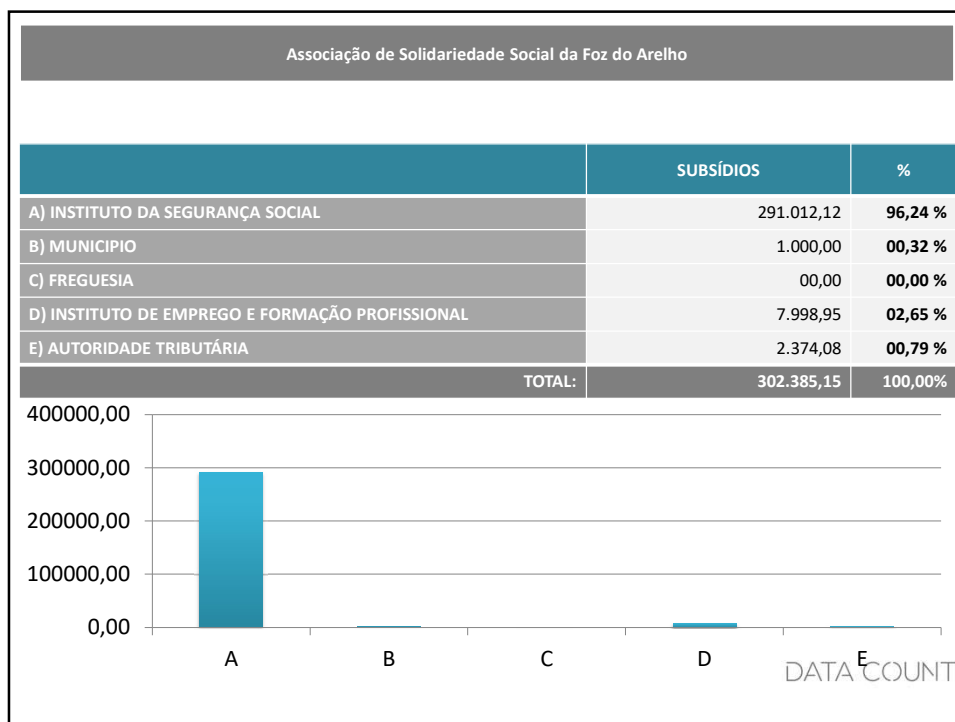 Associação de Solidariedade Social da Foz do Arelho
SUBSÍDIOS %
A) INSTITUTO DA SEGURANÇA SOCIAL 291.012,12 96,24 %
B) MUNICIPIO 1.000,00 00,32 %
C) FREGUESIA 00,00 00,00 %
D) INSTITUTO DE EMPREGO E FORMAÇÃO PROFISSIONAL 7.998,95 02,65 %
E) AUTORIDADE TRIBUTÁRIA 2.374,08 00,79 %
TOTAL: 302.385,15 100,00%
400000,00
300000,00
200000,00
100000,00
0,00
A B C D E
DATA COUNT